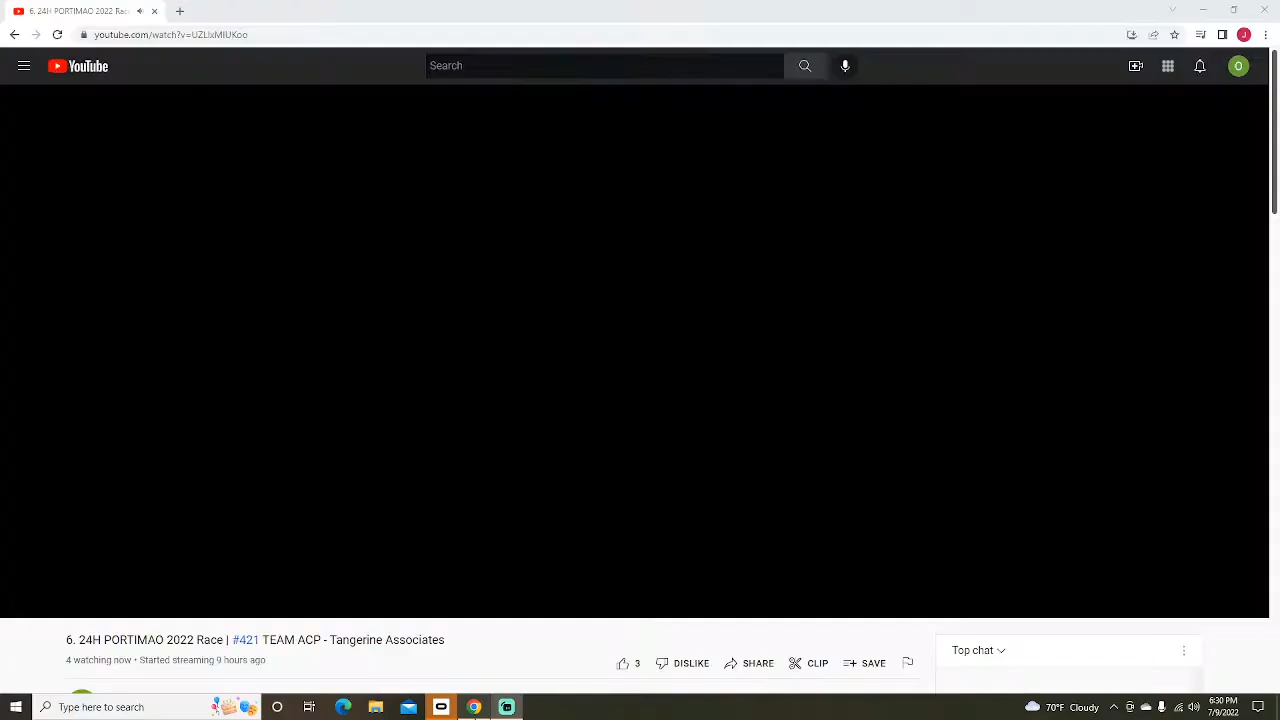 6. 24H PORTIMAO 2022 Rac
youtube.com/watch?v=UZLlxMIUKoo
YouTube
Search
6. 24H PORTIMAO 2022 Race | #421 TEAM ACP - Tangerine Associates
4 watching now • Started streaming 9 hours ago
3 DISLIKE SHARE CLIP SAVE
Top chat
Type here to search
70°F Cloudy
6:30 PM
7/9/2022